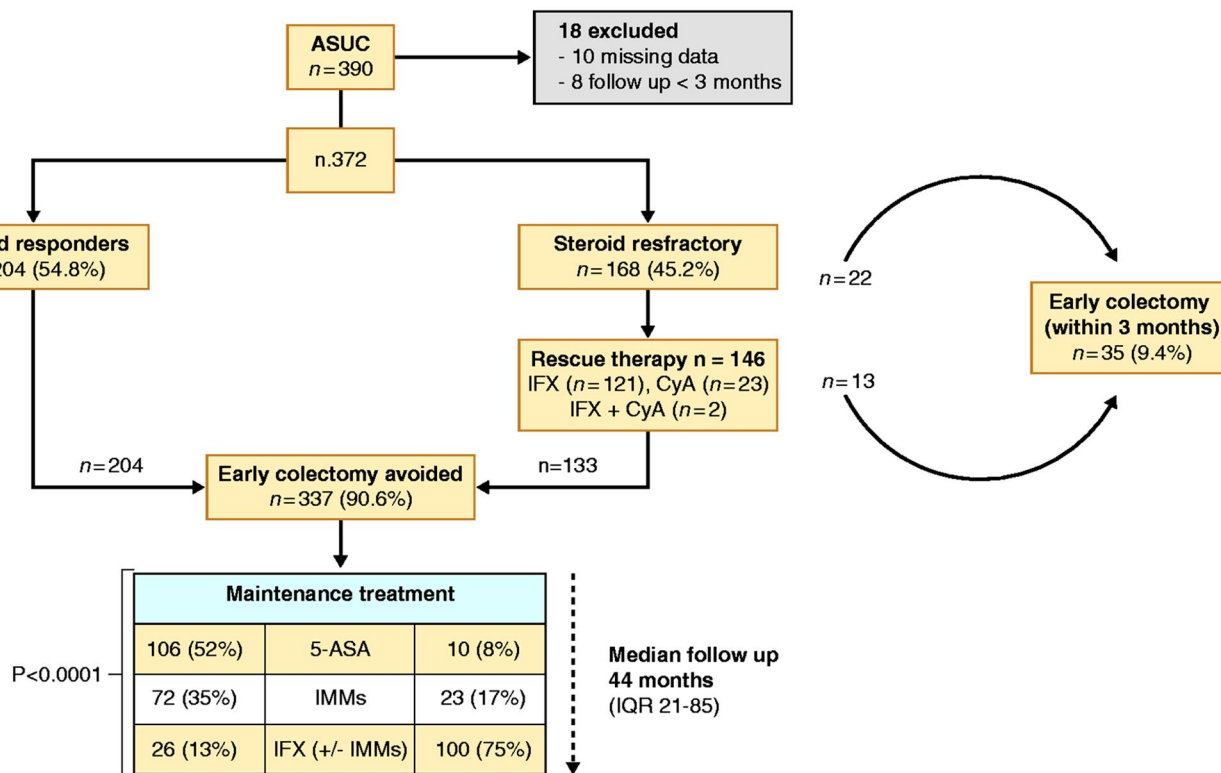 ASUC
n=390
18 excluded
- 10 missing data
- 8 follow up < 3 months
n.372
d responders
204 (54.8%)
Steroid resfractory
n=168 (45.2%)
n=22
Early colectomy
(within 3 months)
n=35 (9.4%)
Rescue therapy n = 146
IFX (n=121), CyA (n=23)
IFX + CyA (n=2)
n=13
n=204
Early colectomy avoided
n=337 (90.6%)
n=133
Maintenance treatment
106 (52%) 5-ASA 10 (8%)
72 (35%) IMMs 23 (17%)
26 (13%) IFX (+/- IMMs) 100 (75%)
P<0.0001
Median follow up
44 months
(IQR 21-85)